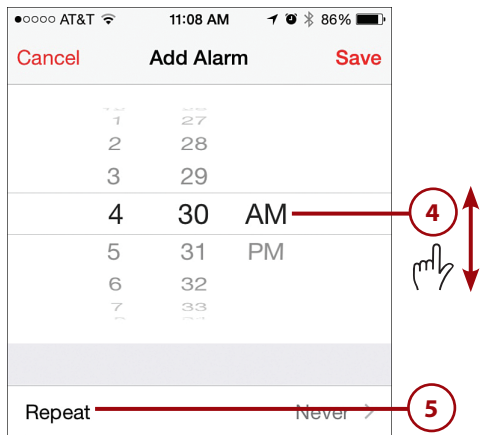 AT&T 11:08 AM 86%
Cancel Add Alarm Save
1 27
2 28
3 29
4 30 AM 4
5 31 PM
6 32
7 33
Repeat Never > 5